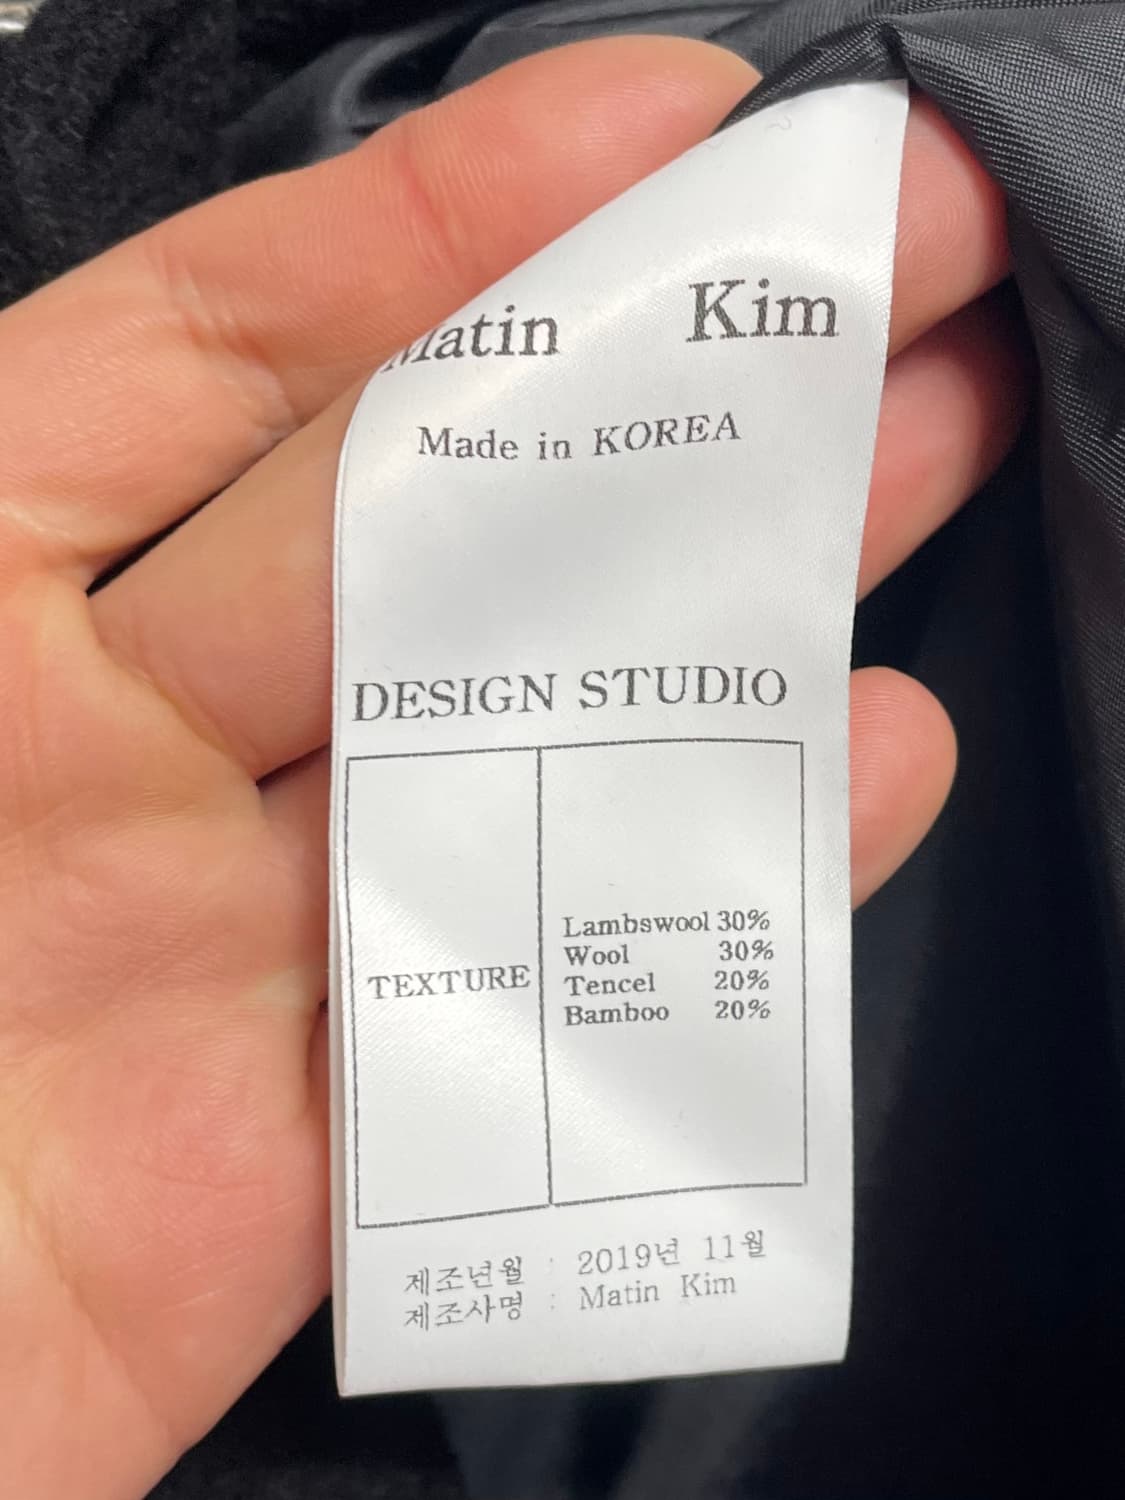 Matin Kim
Made in KOREA
DESIGN STUDIO
TEXTURE
Lambswool 30%
Wool 30%
Tencel 20%
Bamboo 20%
제조년월 : 2019년 11월
제조사명 : Matin Kim